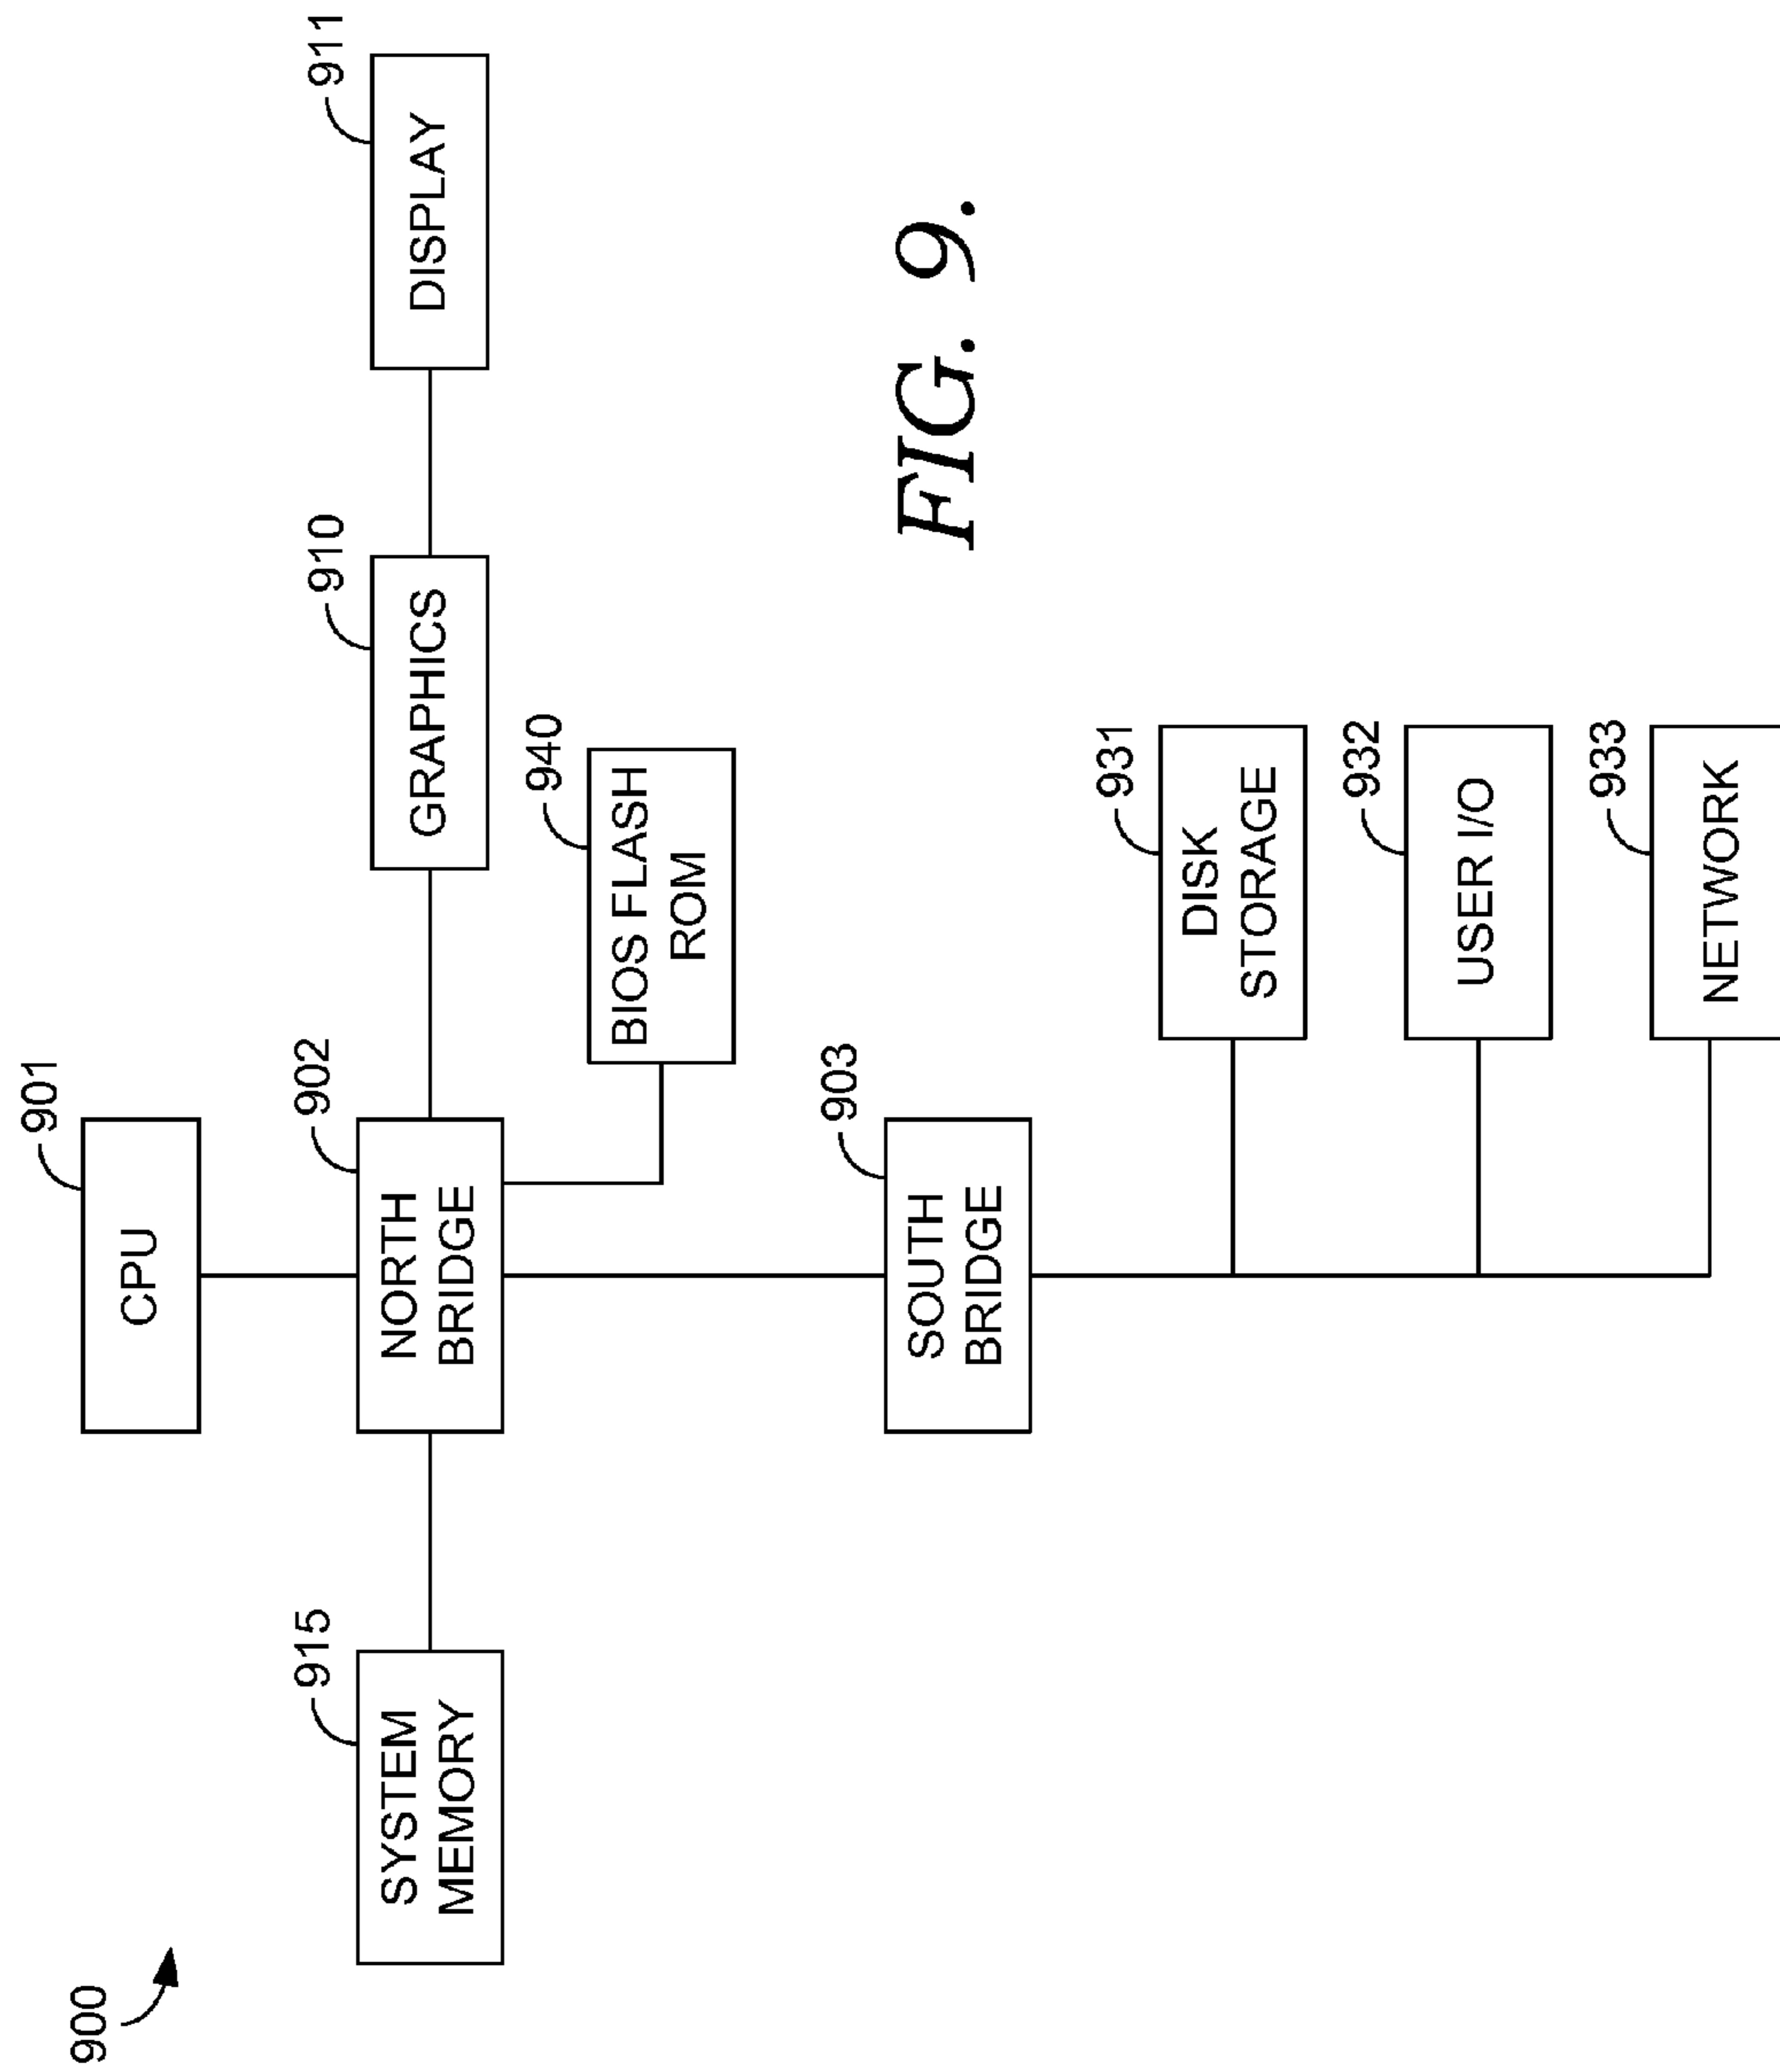 900
901
CPU
915
SYSTEM
MEMORY
902
NORTH
BRIDGE
910
GRAPHICS
911
DISPLAY
940
BIOS FLASH
ROM
903
SOUTH
BRIDGE
931
DISK
STORAGE
932
USER I/O
933
NETWORK
FIG. 9.